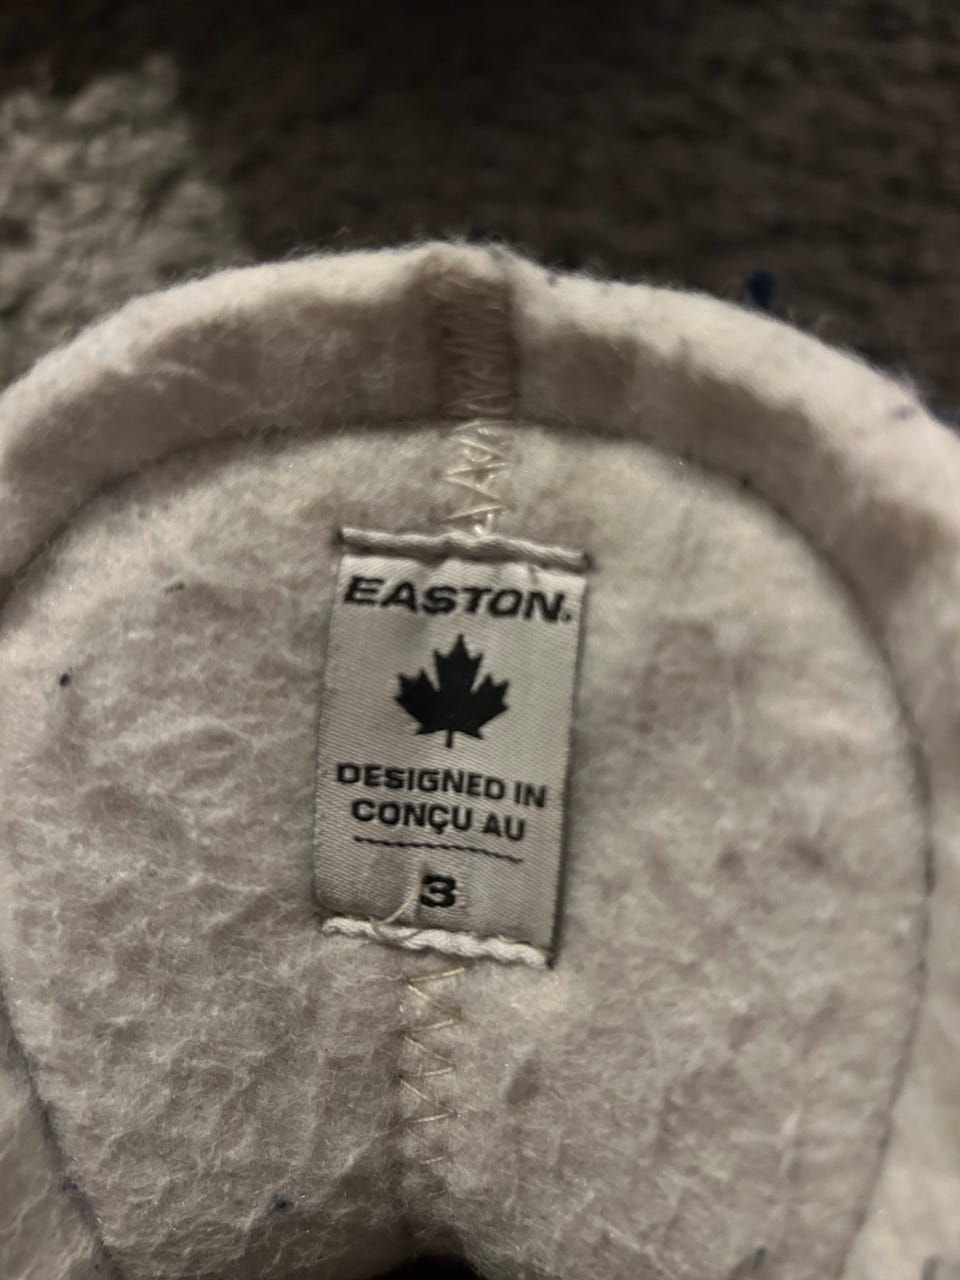 EASTON.
DESIGNED IN
CONÇU AU
3